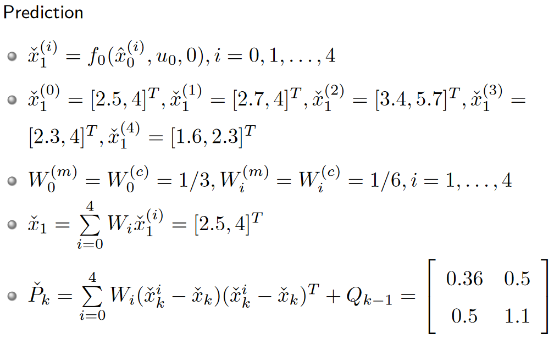 Prediction
• x̌₁⁽ⁱ⁾ = f₀(x̂₀⁽ⁱ⁾, u₀, 0), i = 0, 1, . . . , 4
• x̌₁⁽⁰⁾ = [2.5, 4]ᵀ, x̌₁⁽¹⁾ = [2.7, 4]ᵀ, x̌₁⁽²⁾ = [3.4, 5.7]ᵀ, x̌₁⁽³⁾ =
[2.3, 4]ᵀ, x̌₁⁽⁴⁾ = [1.6, 2.3]ᵀ
• W₀⁽ᵐ⁾ = W₀⁽ᶜ⁾ = 1/3, Wᵢ⁽ᵐ⁾ = Wᵢ⁽ᶜ⁾ = 1/6, i = 1, . . . , 4
• x̌₁ = ∑_{i=0}^{4} Wᵢx̌₁⁽ⁱ⁾ = [2.5, 4]ᵀ
• P̌ₖ = ∑_{i=0}^{4} Wᵢ(x̌ₖⁱ − x̌ₖ)(x̌ₖⁱ − x̌ₖ)ᵀ + Qₖ₋₁ = [ 0.36 0.5
0.5 1.1 ]